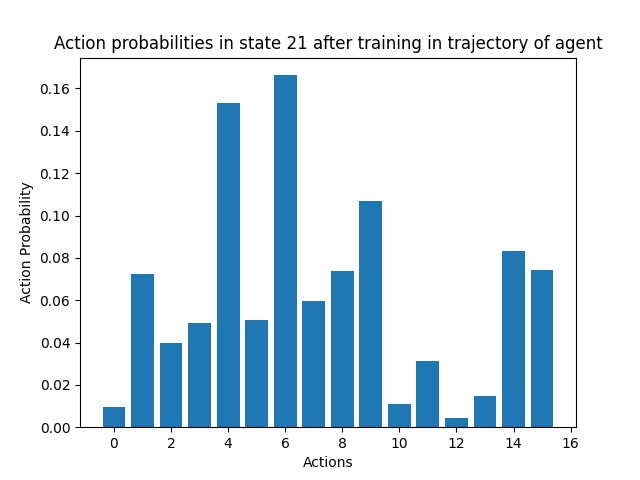 Action probabilities in state 21 after training in trajectory of agent
0.16
0.14
0.12
0.10
0.08
0.06
0.04
0.02
0.00
Action Probability
0 2 4 6 8 10 12 14 16
Actions